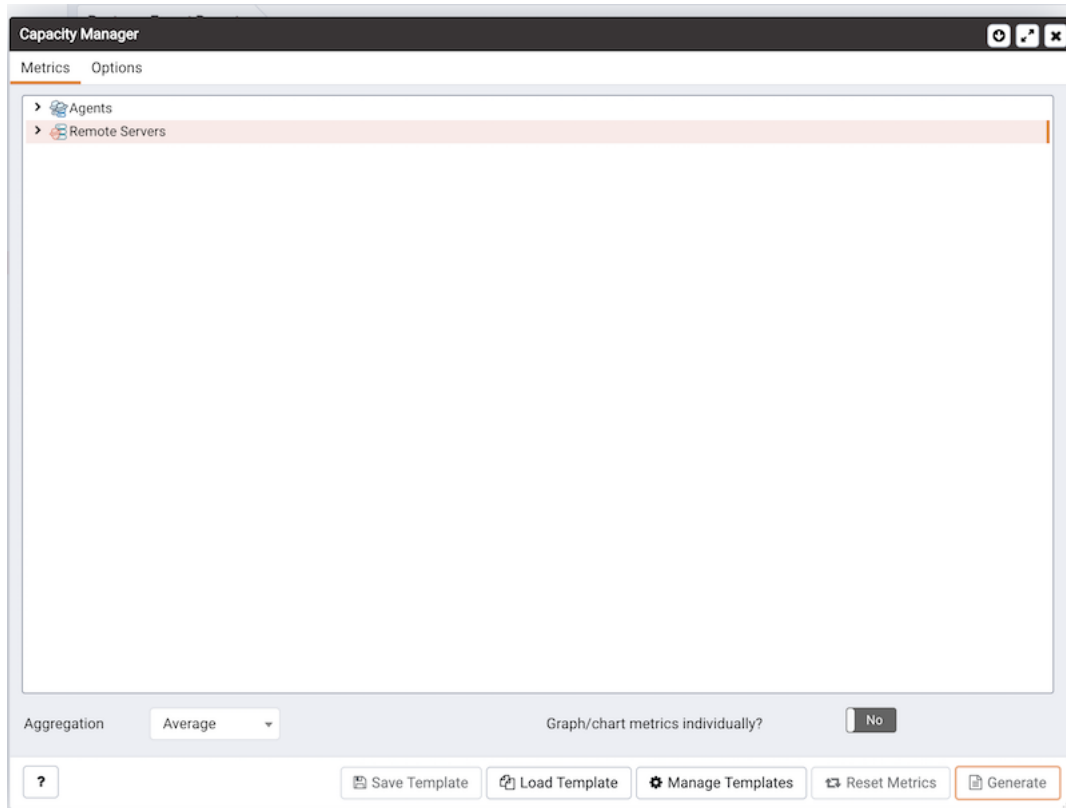 Capacity Manager
Metrics Options
Agents
Remote Servers
Aggregation Average Graph/chart metrics individually? No
? Save Template Load Template Manage Templates Reset Metrics Generate